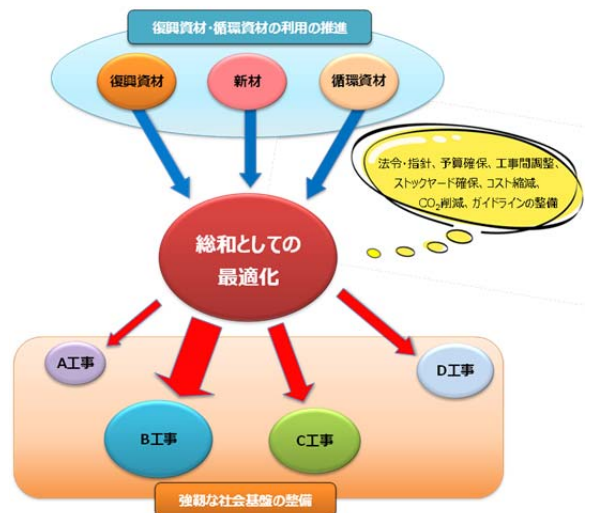 復興資材・循環資材の利用の推進
復興資材
新材
循環資材
法令・指針、予算確保、工事間調整、
ストックヤード確保、コスト縮減、
CO₂削減、ガイドラインの整備
総和としての
最適化
A工事
B工事
C工事
D工事
強靭な社会基盤の整備